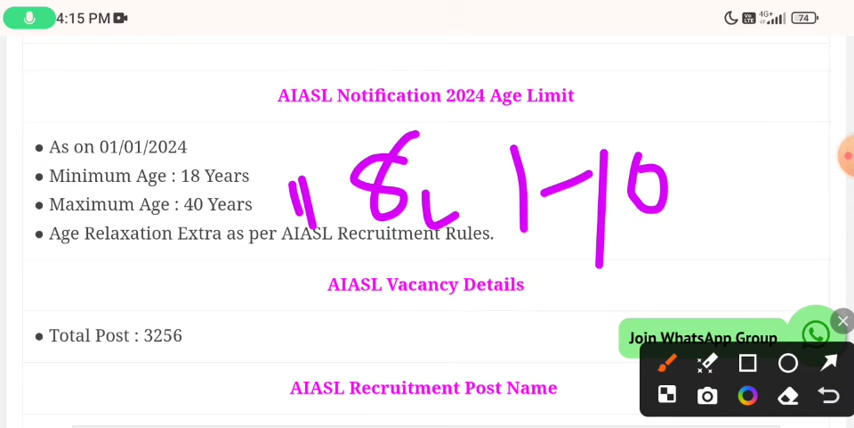 4:15 PM
4G+
74
AIASL Notification 2024 Age Limit
● As on 01/01/2024
● Minimum Age : 18 Years
● Maximum Age : 40 Years
● Age Relaxation Extra as per AIASL Recruitment Rules.
AIASL Vacancy Details
● Total Post : 3256
Join WhatsApp Group
AIASL Recruitment Post Name